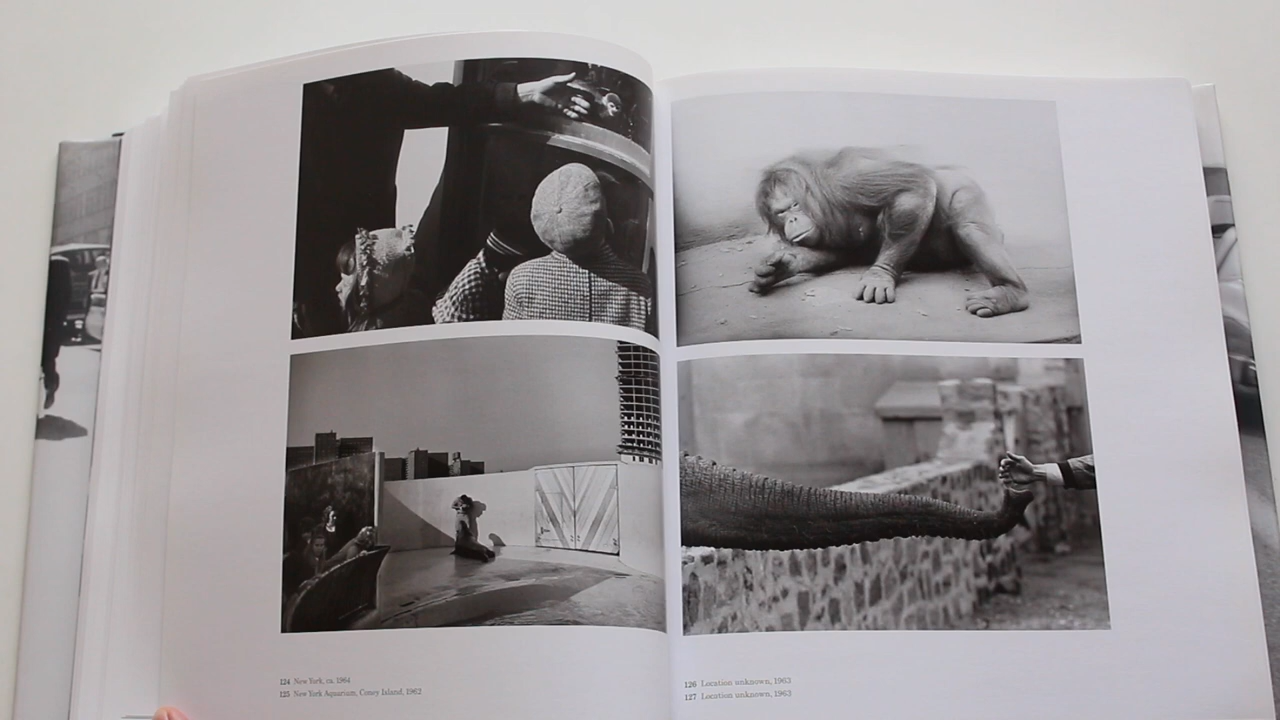 124 New York, ca. 1964
125 New York Aquarium, Coney Island, 1962
126 Location unknown, 1963
127 Location unknown, 1963